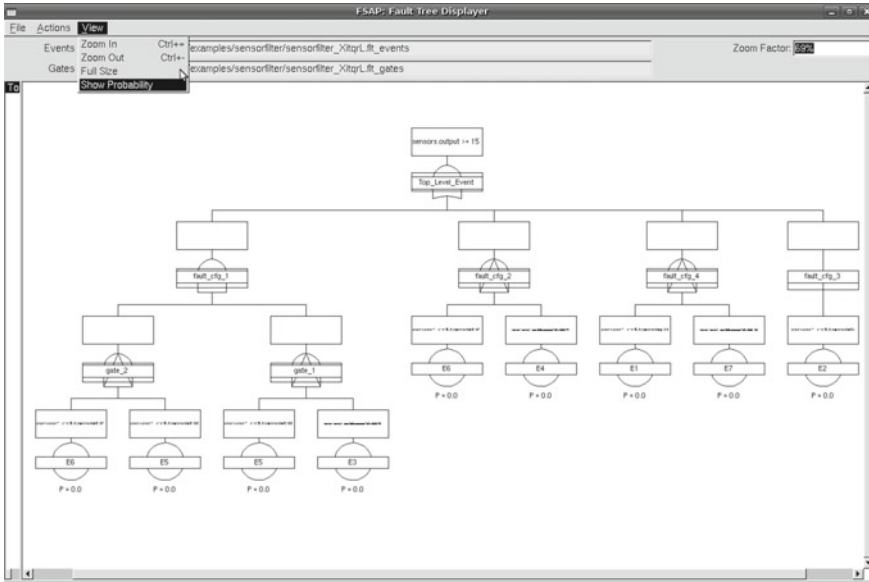 FSAP: Fault Tree Displayer
File Actions View
Zoom In Ctrl+=
Zoom Out Ctrl+-
Full Size
Show Probability
Events examples/sensorfilter/sensorfilter_XitqrL.flt_events
Gates examples/sensorfilter/sensorfilter_XitqrL.flt_gates
Zoom Factor: 59%
To
sensors.output >= 15
Top_Level_Event
fault_cfg_1
fault_cfg_2
fault_cfg_4
fault_cfg_3
gate_2
gate_1
E6
E4
E1
E7
E2
P = 0.0
P = 0.0
P = 0.0
P = 0.0
P = 0.0
E6
E5
E5
E3
P = 0.0
P = 0.0
P = 0.0
P = 0.0